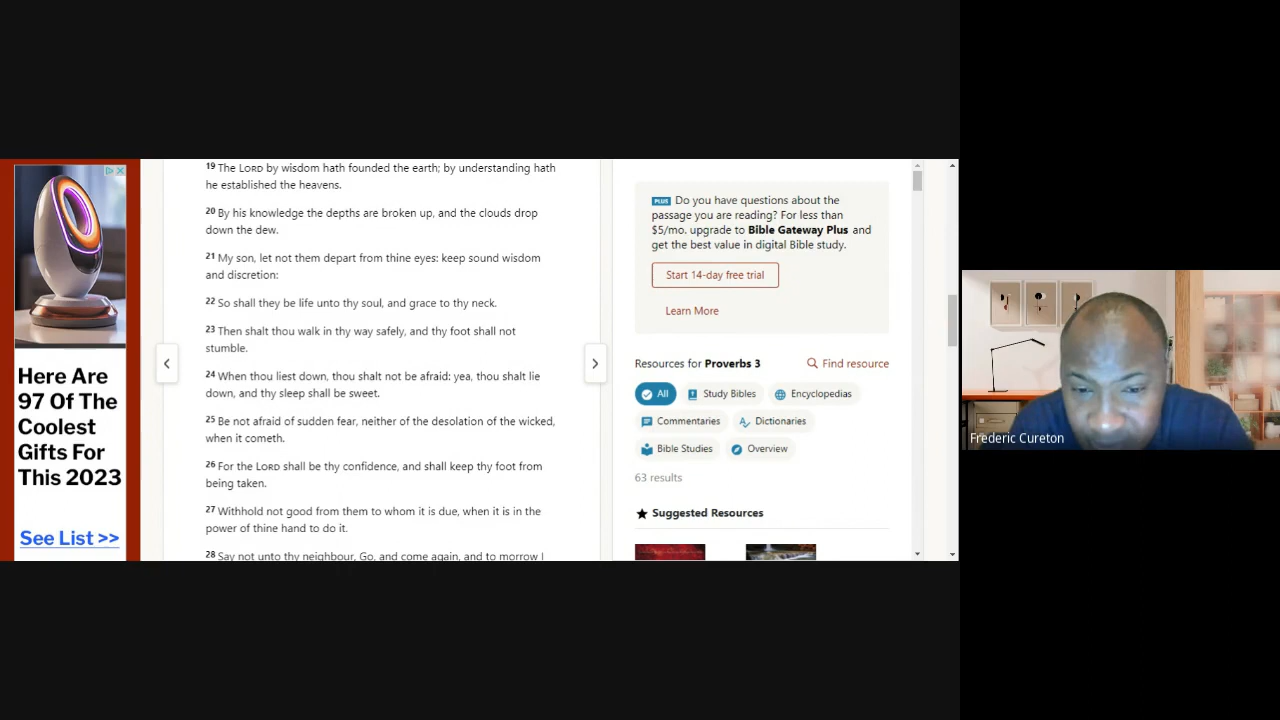 19 The LORD by wisdom hath founded the earth; by understanding hath
he established the heavens.
20 By his knowledge the depths are broken up, and the clouds drop
down the dew.
21 My son, let not them depart from thine eyes: keep sound wisdom
and discretion:
22 So shall they be life unto thy soul, and grace to thy neck.
23 Then shalt thou walk in thy way safely, and thy foot shall not
stumble.
24 When thou liest down, thou shalt not be afraid: yea, thou shalt lie
down, and thy sleep shall be sweet.
25 Be not afraid of sudden fear, neither of the desolation of the wicked,
when it cometh.
26 For the LORD shall be thy confidence, and shall keep thy foot from
being taken.
27 Withhold not good from them to whom it is due, when it is in the
power of thine hand to do it.
28 Say not unto thy neighbour, Go, and come again, and to morrow I
Here Are
97 Of The
Coolest
Gifts For
This 2023
See List >>
PLUS Do you have questions about the
passage you are reading? For less than
$5/mo. upgrade to Bible Gateway Plus and
get the best value in digital Bible study.
Start 14-day free trial
Learn More
Resources for Proverbs 3 Find resource
All Study Bibles Encyclopedias
Commentaries Dictionaries
Bible Studies Overview
63 results
Suggested Resources
Frederic Cureton